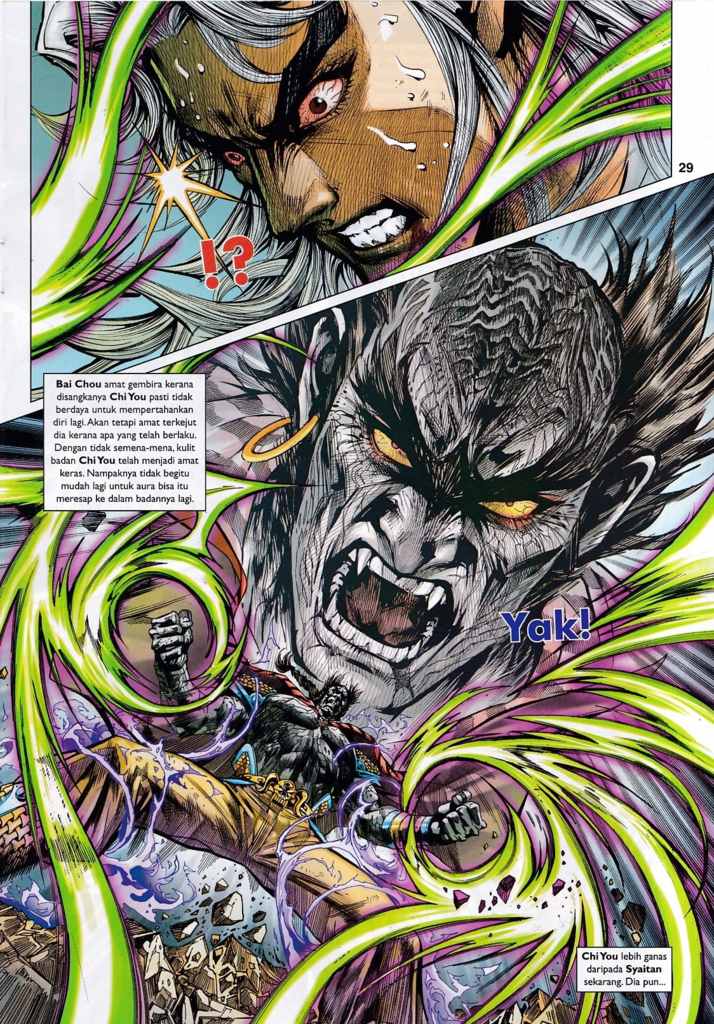 29
!?
Bai Chou amat gembira kerana
disangkanya Chi You pasti tidak
berdaya untuk mempertahankan
diri lagi. Akan tetapi amat terkejut
dia kerana apa yang telah berlaku.
Dengan tidak semena-mena, kulit
badan Chi You telah menjadi amat
keras. Nampaknya tidak begitu
mudah lagi untuk aura bisa itu
meresap ke dalam badannya lagi.
Yak!
Chi You lebih ganas
daripada Syaitan
sekarang. Dia pun...